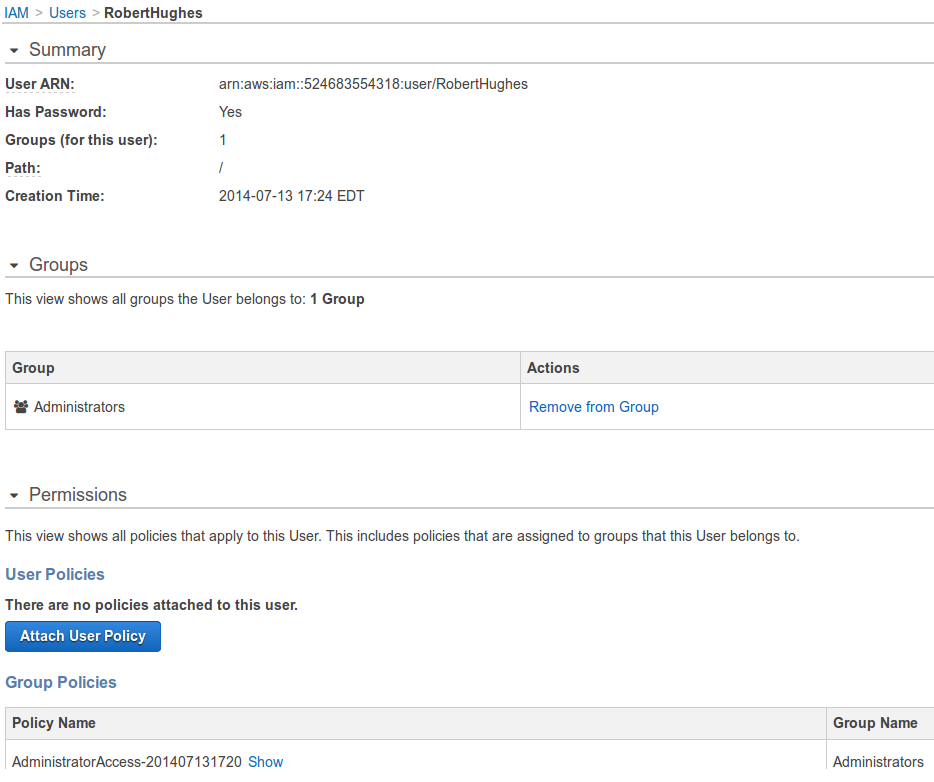 IAM > Users > RobertHughes
Summary
User ARN: arn:aws:iam::524683554318:user/RobertHughes
Has Password: Yes
Groups (for this user): 1
Path: /
Creation Time: 2014-07-13 17:24 EDT
Groups
This view shows all groups the User belongs to: 1 Group
Group Actions
Administrators Remove from Group
Permissions
This view shows all policies that apply to this User. This includes policies that are assigned to groups that this User belongs to.
User Policies
There are no policies attached to this user.
Attach User Policy
Group Policies
Policy Name Group Name
AdministratorAccess-201407131720 Show Administrators